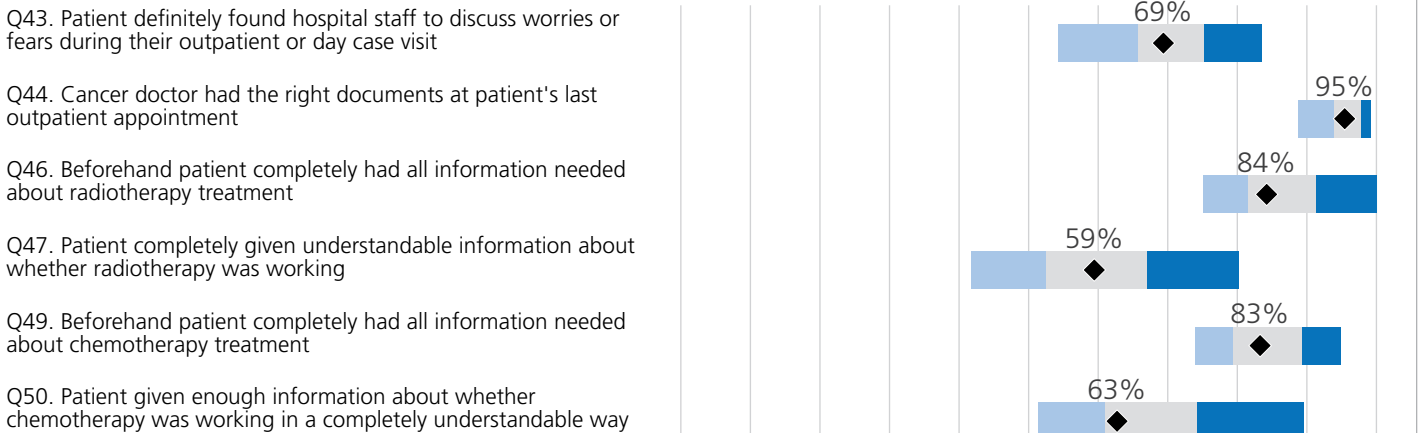 Q43. Patient definitely found hospital staff to discuss worries or
fears during their outpatient or day case visit
69%
Q44. Cancer doctor had the right documents at patient's last
outpatient appointment
95%
Q46. Beforehand patient completely had all information needed
about radiotherapy treatment
84%
Q47. Patient completely given understandable information about
whether radiotherapy was working
59%
Q49. Beforehand patient completely had all information needed
about chemotherapy treatment
83%
Q50. Patient given enough information about whether
chemotherapy was working in a completely understandable way
63%